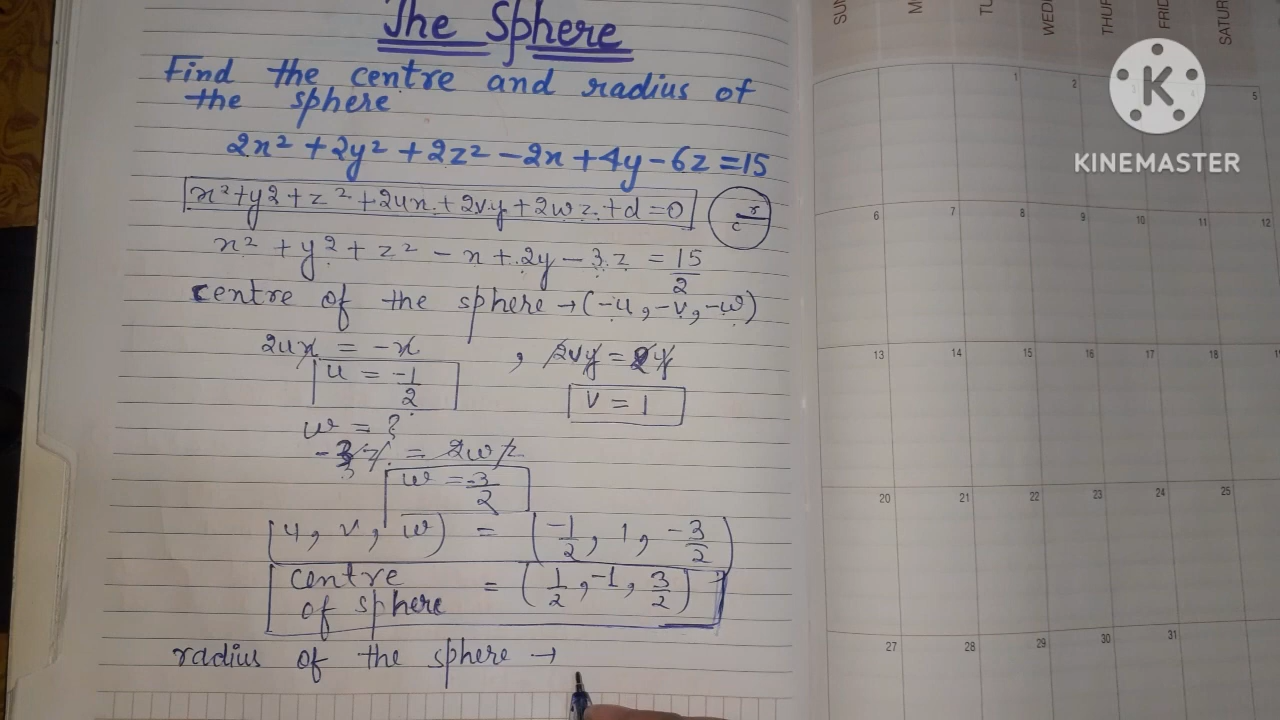 The Sphere
Find the centre and radius of
the sphere
2x² + 2y² + 2z² - 2x + 4y - 6z = 15
x² + y2 + z² + 2ux + 2vy + 2wz + d = 0
r
c
x² + y² + z² - x + 2y - 3z = 15/2
centre of the sphere → (-u, -v, -w)
2ux = -x , 2vy = 2y
u = -1/2
v = 1
w = ?
-3z = 2wz
w = -3/2
(u, v, w) = (-1/2, 1, -3/2)
centre of sphere = (1/2, -1, 3/2)
radius of the sphere →
SUN
M
TU
WED
THUR
FRID
SATUR
1 2 5
6 7 8 9 10 11 12
13 14 15 16 17 18
20 21 22 23 24 25
27 28 29 30 31
K
KINEMASTER